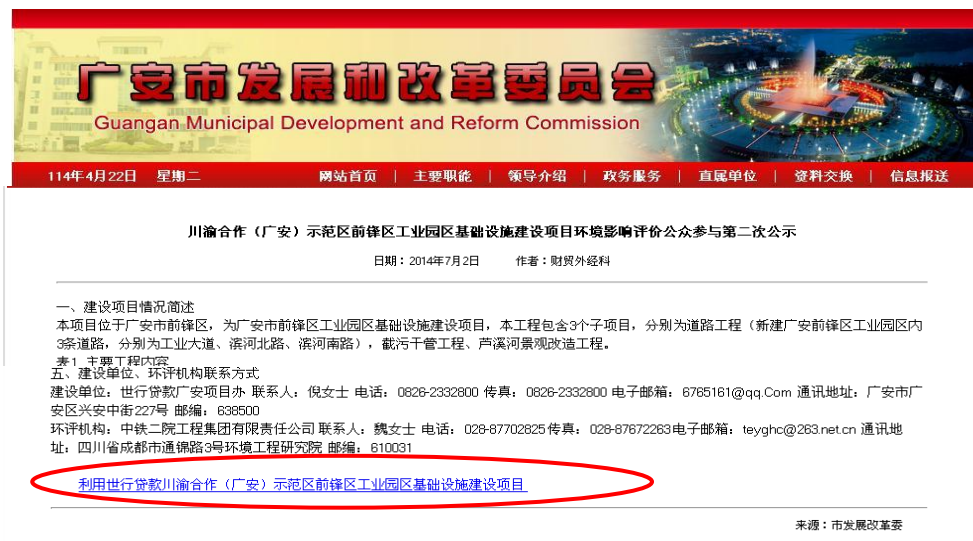 广安市发展和改革委员会
Guangan Municipal Development and Reform Commission
114年4月22日 星期二 网站首页 | 主要职能 | 领导介绍 | 政务服务 | 直属单位 | 资料交换 | 信息报送
川渝合作（广安）示范区前锋区工业园区基础设施建设项目环境影响评价公众参与第二次公示
日期：2014年7月2日 作者：财贸外经科
一、建设项目情况简述
本项目位于广安市前锋区，为广安市前锋区工业园区基础设施建设项目，本工程包含3个子项目，分别为道路工程（新建广安前锋区工业园区内
3条道路，分别为工业大道、滨河北路、滨河南路），截污干管工程、芦溪河景观改造工程。
表1 主要工程内容
五、建设单位、环评机构联系方式
建设单位：世行贷款广安项目办 联系人：倪女士 电话：0826-2332800 传真：0826-2332800 电子邮箱：6765161@qq.Com 通讯地址：广安市广
安区兴安中街227号 邮编：638500
环评机构：中铁二院工程集团有限责任公司 联系人：魏女士 电话：028-87702825 传真：028-87672263 电子邮箱：teyghc@263.net.cn 通讯地
址：四川省成都市通锦路3号环境工程研究院 邮编：610031
利用世行贷款川渝合作（广安）示范区前锋区工业园区基础设施建设项目
来源：市发展改革委